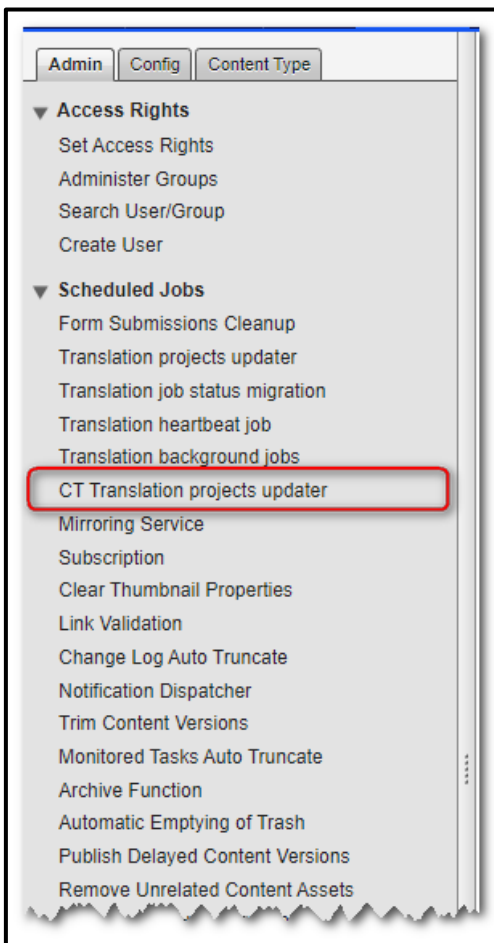 Admin Config Content Type
Access Rights
Set Access Rights
Administer Groups
Search User/Group
Create User
Scheduled Jobs
Form Submissions Cleanup
Translation projects updater
Translation job status migration
Translation heartbeat job
Translation background jobs
CT Translation projects updater
Mirroring Service
Subscription
Clear Thumbnail Properties
Link Validation
Change Log Auto Truncate
Notification Dispatcher
Trim Content Versions
Monitored Tasks Auto Truncate
Archive Function
Automatic Emptying of Trash
Publish Delayed Content Versions
Remove Unrelated Content Assets